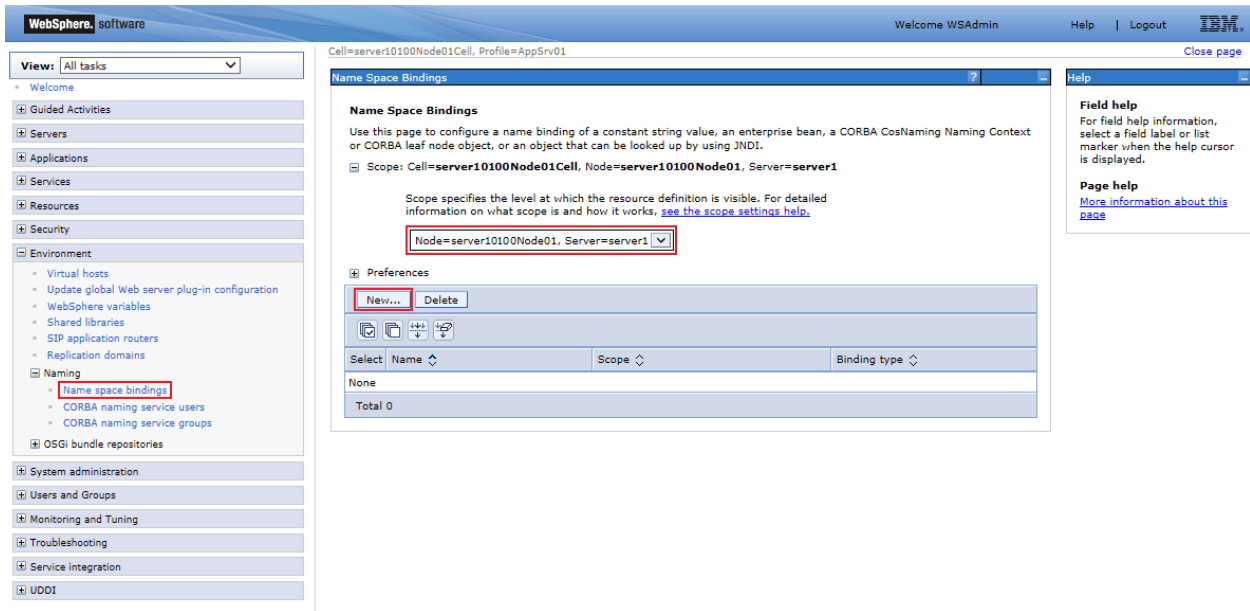 WebSphere. software
Welcome WSAdmin
Help | Logout
IBM.
View: All tasks
Welcome
Guided Activities
Servers
Applications
Services
Resources
Security
Environment
Virtual hosts
Update global Web server plug-in configuration
WebSphere variables
Shared libraries
SIP application routers
Replication domains
Naming
Name space bindings
CORBA naming service users
CORBA naming service groups
OSGi bundle repositories
System administration
Users and Groups
Monitoring and Tuning
Troubleshooting
Service integration
UDDI
Cell=server10100Node01Cell, Profile=AppSrv01
Close page
Name Space Bindings
?
Name Space Bindings
Use this page to configure a name binding of a constant string value, an enterprise bean, a CORBA CosNaming Naming Context
or CORBA leaf node object, or an object that can be looked up by using JNDI.
Scope: Cell=server10100Node01Cell, Node=server10100Node01, Server=server1
Scope specifies the level at which the resource definition is visible. For detailed
information on what scope is and how it works, see the scope settings help.
Node=server10100Node01, Server=server1
Preferences
New... Delete
Select Name Scope Binding type
None
Total 0
Help
Field help
For field help information,
select a field label or list
marker when the help cursor
is displayed.
Page help
More information about this
page